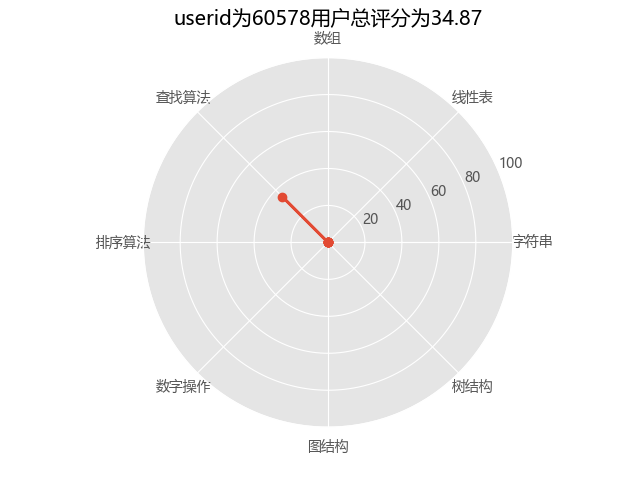 userid为60578用户总评分为34.87
数组
查找算法
线性表
100
80
60
40
20
排序算法
字符串
数字操作
树结构
图结构